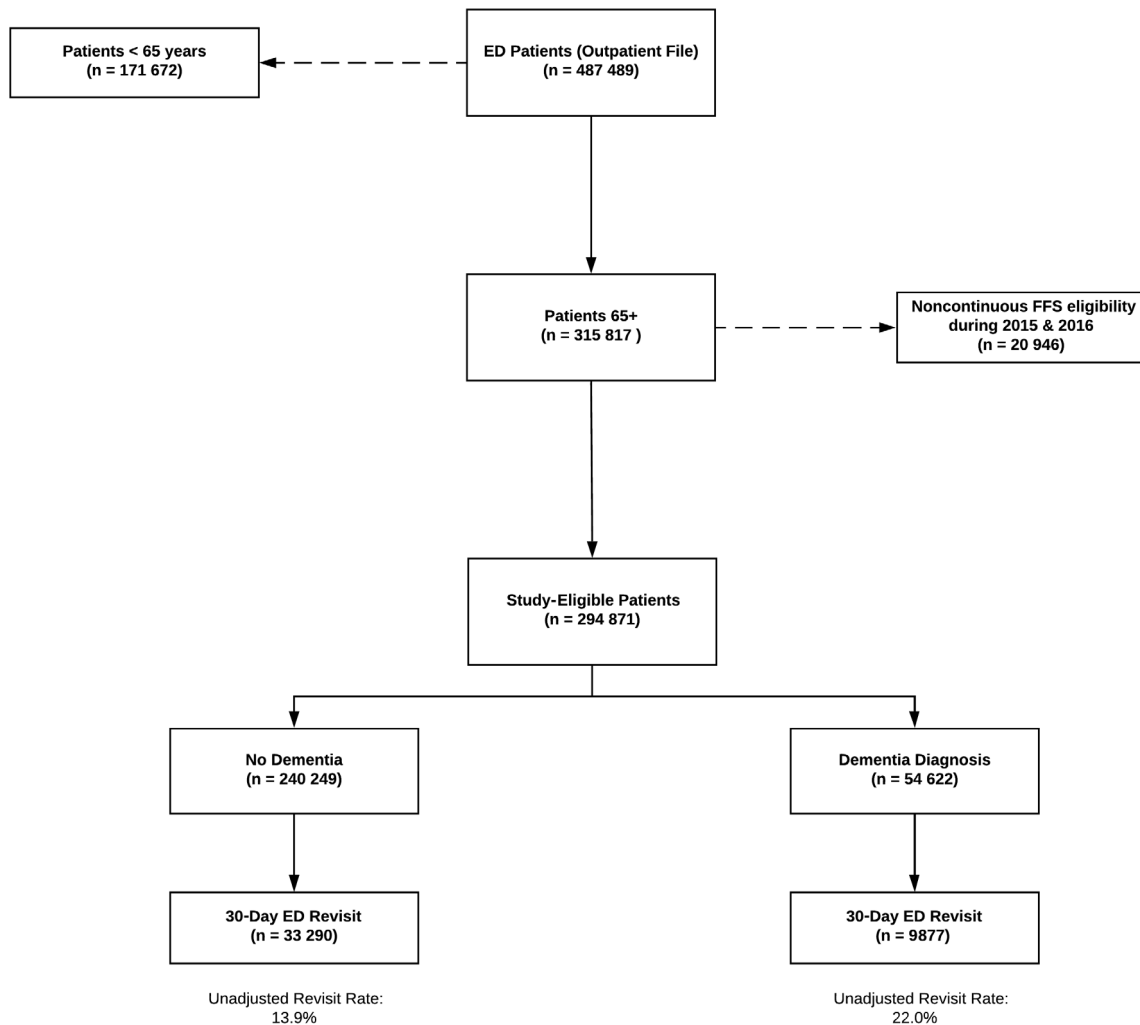 ED Patients (Outpatient File)
(n = 487 489)
Patients < 65 years
(n = 171 672)
Patients 65+
(n = 315 817 )
Noncontinuous FFS eligibility
during 2015 & 2016
(n = 20 946)
Study-Eligible Patients
(n = 294 871)
No Dementia
(n = 240 249)
Dementia Diagnosis
(n = 54 622)
30-Day ED Revisit
(n = 33 290)
30-Day ED Revisit
(n = 9877)
Unadjusted Revisit Rate:
13.9%
Unadjusted Revisit Rate:
22.0%